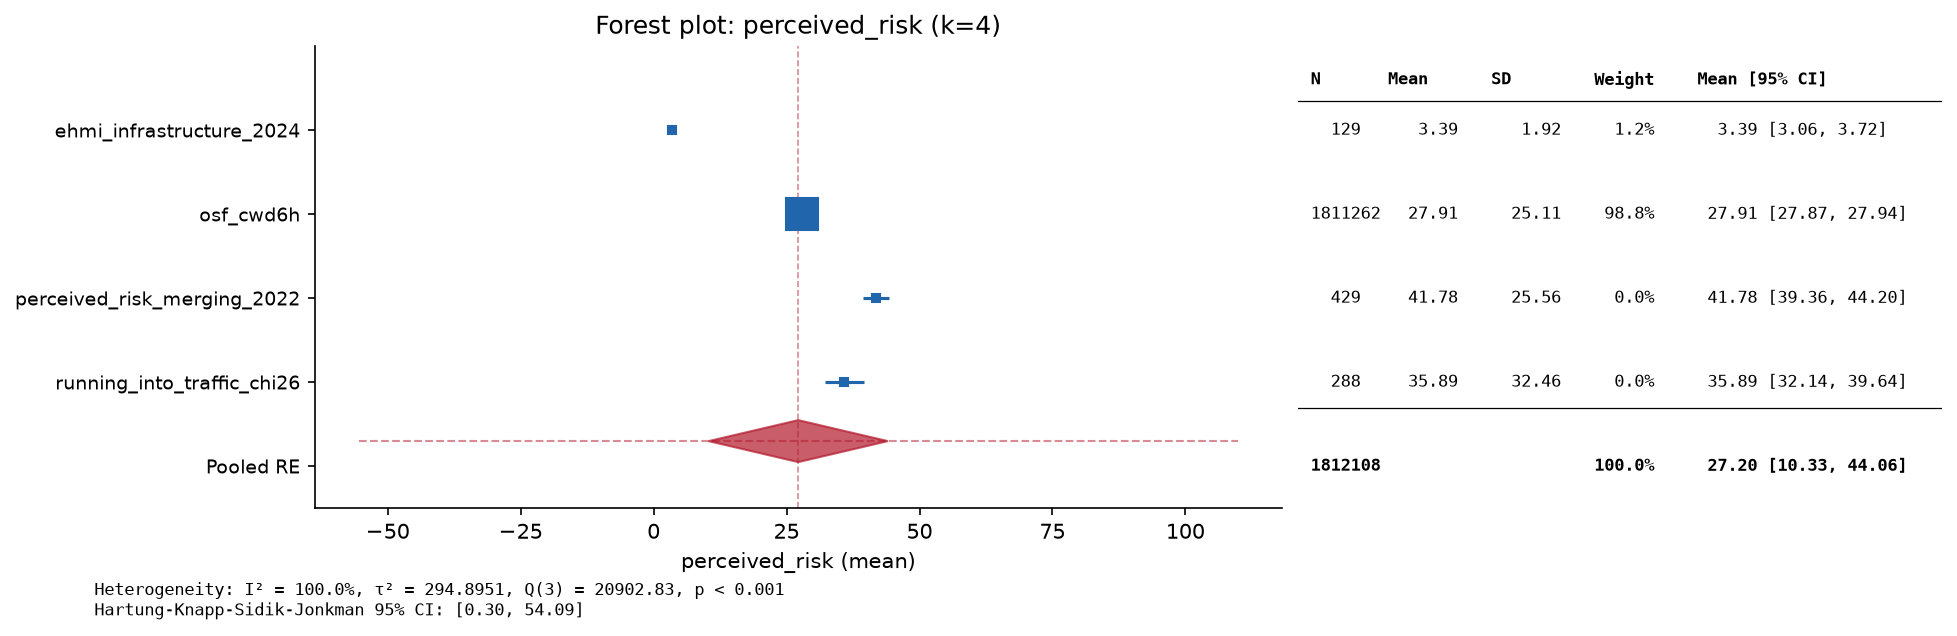 Forest plot: perceived_risk (k=4)
N Mean SD Weight Mean [95% CI]
ehmi_infrastructure_2024 129 3.39 1.92 1.2% 3.39 [3.06, 3.72]
osf_cwd6h 1811262 27.91 25.11 98.8% 27.91 [27.87, 27.94]
perceived_risk_merging_2022 429 41.78 25.56 0.0% 41.78 [39.36, 44.20]
running_into_traffic_chi26 288 35.89 32.46 0.0% 35.89 [32.14, 39.64]
Pooled RE 1812108 100.0% 27.20 [10.33, 44.06]
−50 −25 0 25 50 75 100
perceived_risk (mean)
Heterogeneity: I² = 100.0%, τ² = 294.8951, Q(3) = 20902.83, p < 0.001
Hartung-Knapp-Sidik-Jonkman 95% CI: [0.30, 54.09]